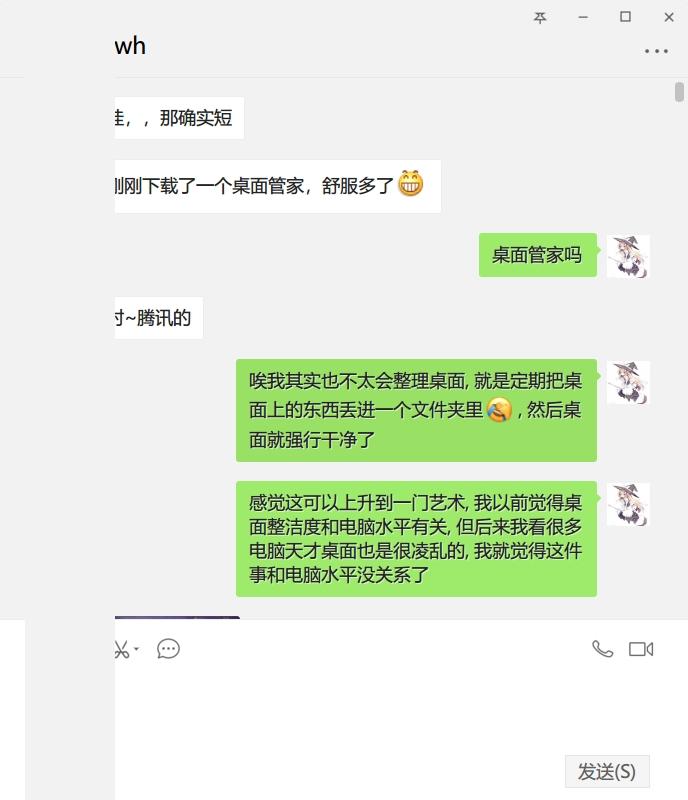 wh
，，那确实短
刚刚下载了一个桌面管家，舒服多了
桌面管家吗
对~腾讯的
唉我其实也不太会整理桌面, 就是定期把桌
面上的东西丢进一个文件夹里, 然后桌
面就强行干净了
感觉这可以上升到一门艺术, 我以前觉得桌
面整洁度和电脑水平有关, 但后来我看很多
电脑天才桌面也是很凌乱的, 我就觉得这件
事和电脑水平没关系了
发送(S)